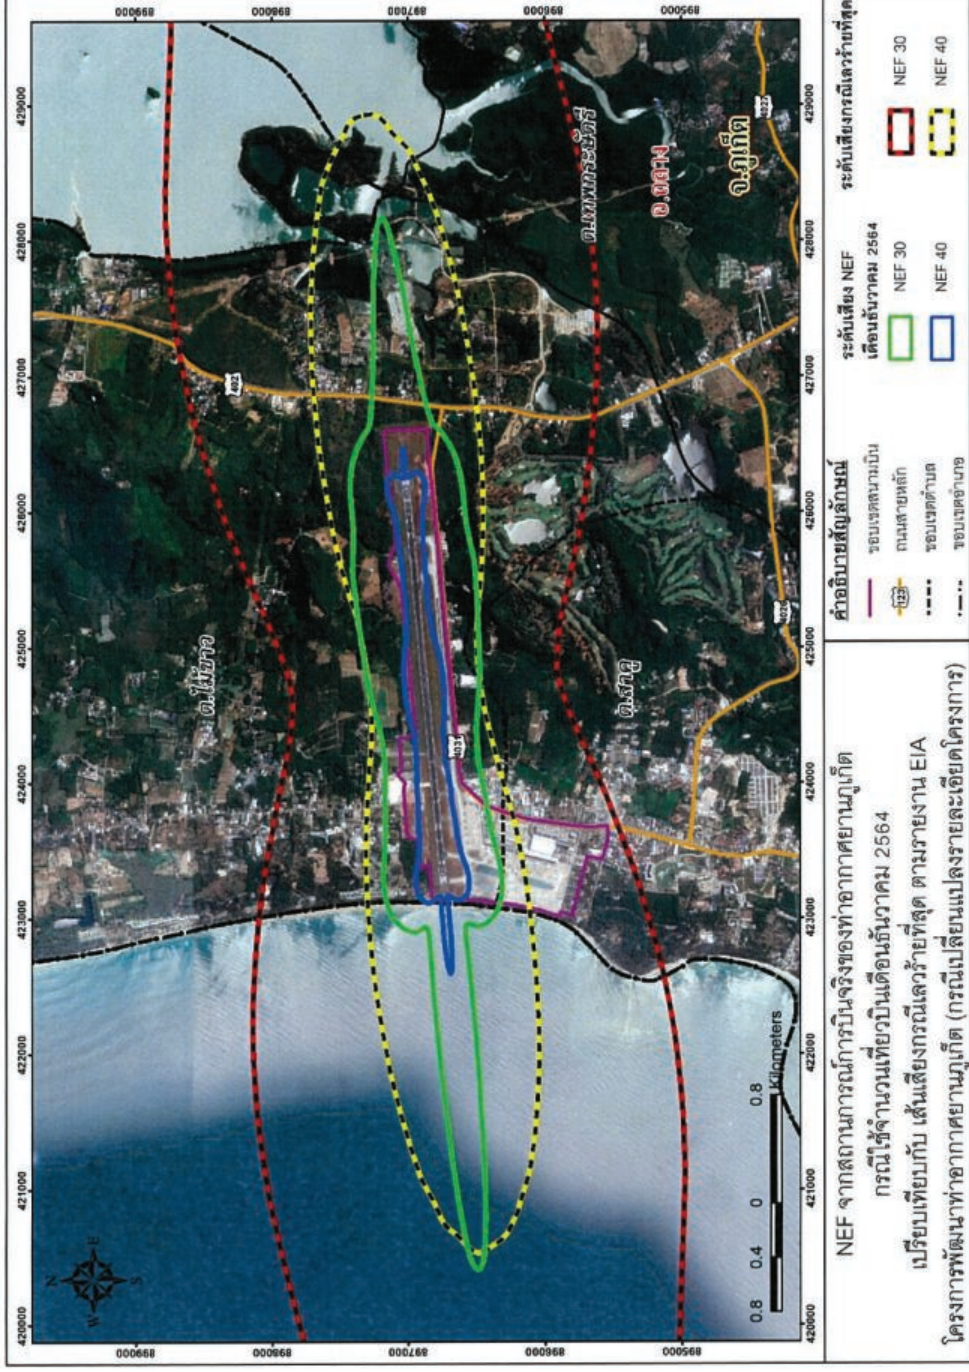 420000 421000 422000 423000 424000 425000 426000 427000 428000 429000
899000
898000
897000
896000
895000
N
W E
S
ต.ไม้ขาว
ต.สาคู
ต.เทพกระษัตรี
อ.ถลาง
จ.ภูเก็ต
402
4031
4026
4027
0.8 0.4 0 0.8
Kilometers
899000
898000
897000
896000
895000
420000 421000 422000 423000 424000 425000 426000 427000 428000 429000
NEF จากสถานการณ์การบินจริงของท่าอากาศยานภูเก็ต
กรณีใช้จำนวนเที่ยวบินเดือนธันวาคม 2564
เปรียบเทียบกับ เส้นเสียงกรณีเลวร้ายที่สุด ตามรายงาน EIA
โครงการพัฒนาท่าอากาศยานภูเก็ต (กรณีเปลี่ยนแปลงรายละเอียดโครงการ)
คำอธิบายสัญลักษณ์
ขอบเขตสนามบิน
123 ถนนสายหลัก
ขอบเขตตำบล
ขอบเขตอำเภอ
ระดับเสียง NEF
เดือนธันวาคม 2564
NEF 30
NEF 40
ระดับเสียงกรณีเลวร้ายที่สุด
NEF 30
NEF 40